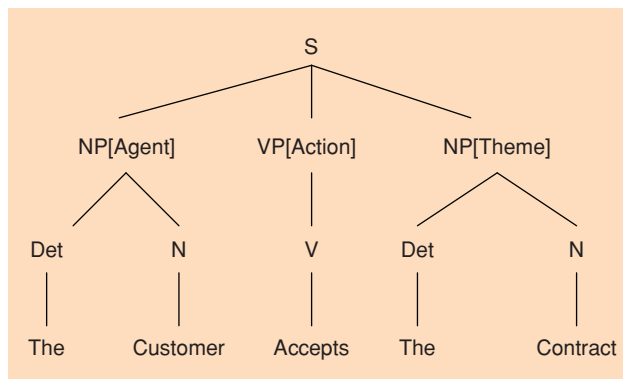 S
NP[Agent] VP[Action] NP[Theme]
Det N V Det N
The Customer Accepts The Contract